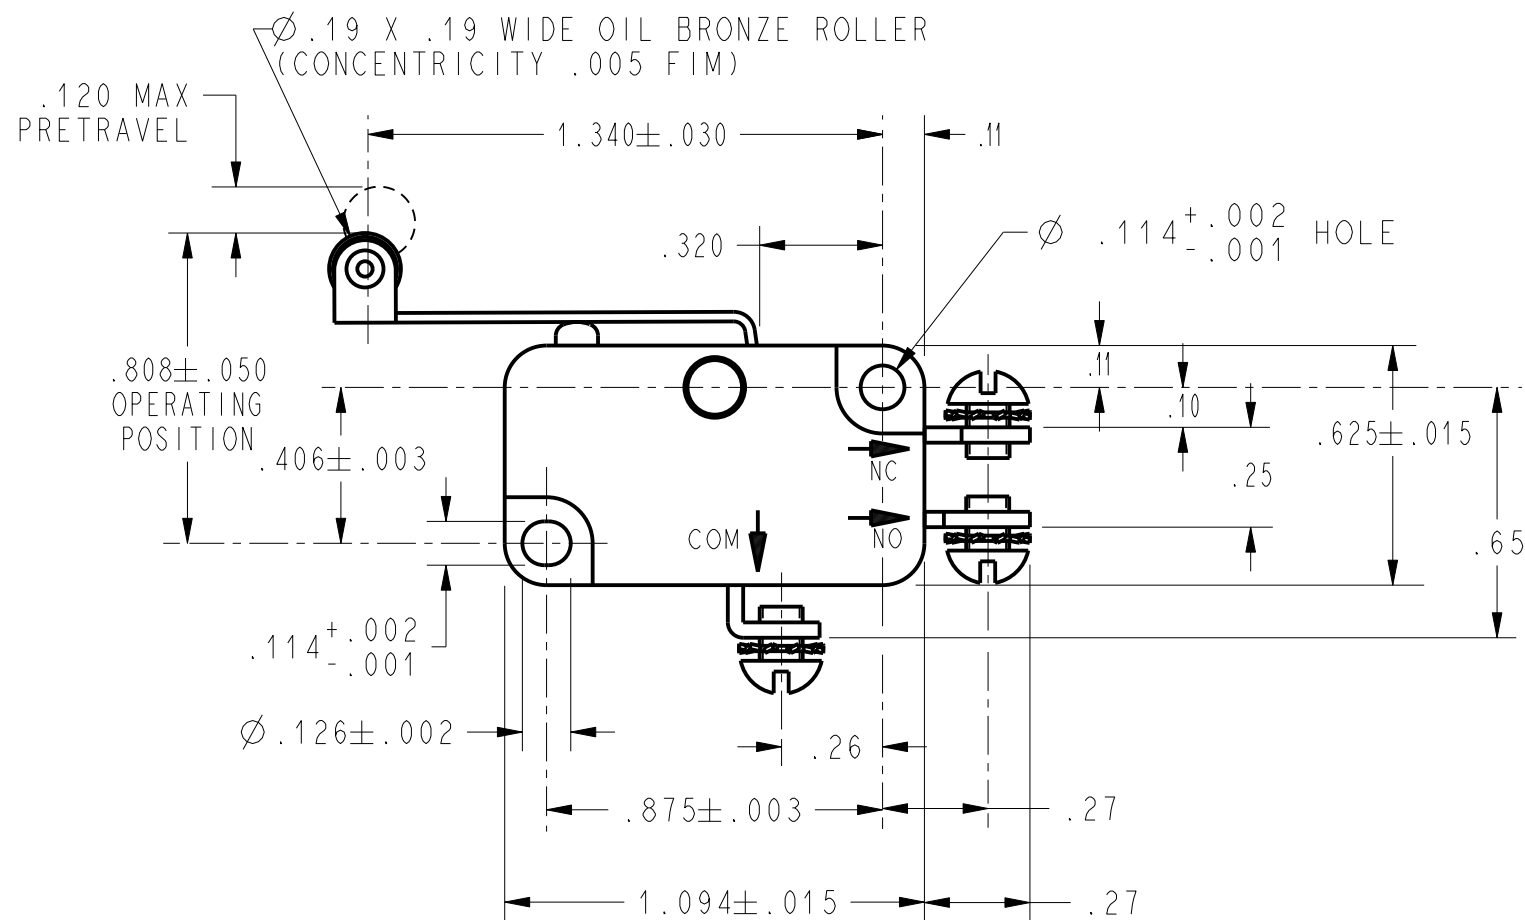 Ø .19 X .19 WIDE OIL BRONZE ROLLER
(CONCENTRICITY .005 FIM)
.120 MAX
PRETRAVEL
1.340±.030
.11
.320
Ø .114 +.002 -.001 HOLE
.808±.050
OPERATING
POSITION
.11
.10
.406±.003
.625±.015
NC
.25
COM
NO
.65
.114 +.002 -.001
Ø .126±.002
.26
.875±.003
.27
1.094±.015
.27